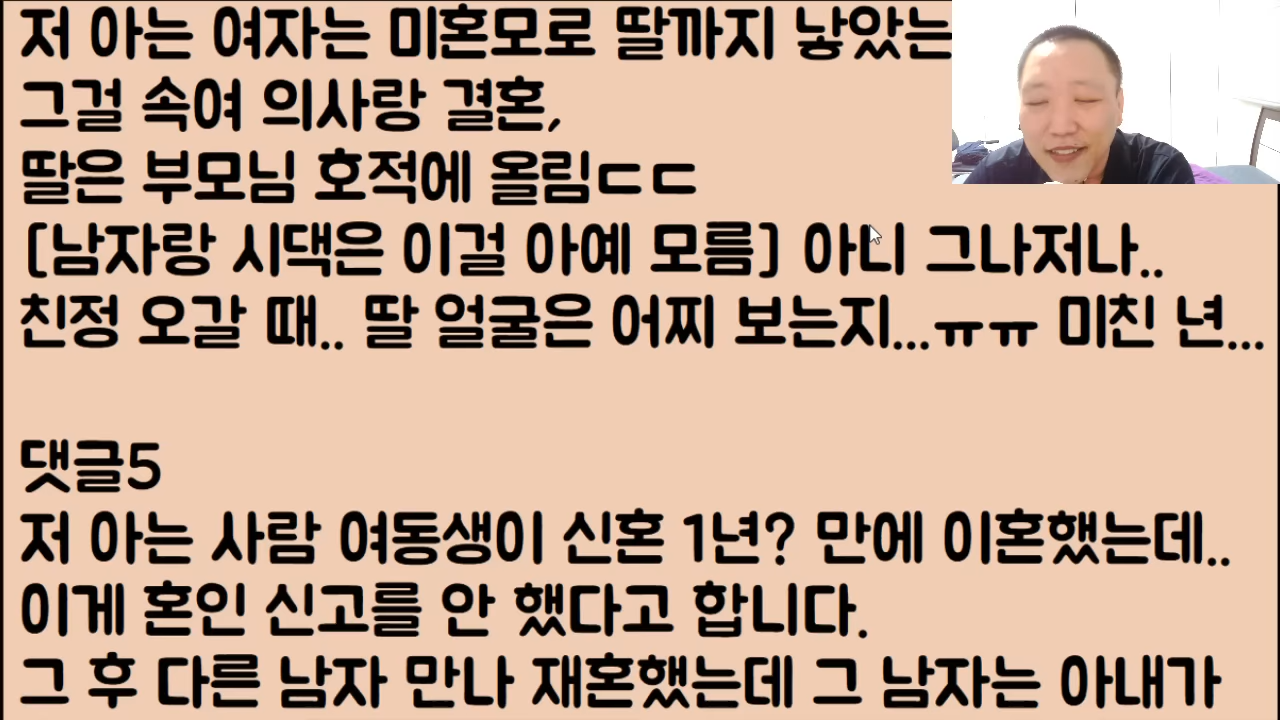 저 아는 여자는 미혼모로 딸까지 낳았는
그걸 속여 의사랑 결혼,
딸은 부모님 호적에 올림ㄷㄷ
[남자랑 시댁은 이걸 아예 모름] 아니 그나저나..
친정 오갈 때.. 딸 얼굴은 어찌 보는지...ㅠㅠ 미친 년...
댓글5
저 아는 사람 여동생이 신혼 1년? 만에 이혼했는데..
이게 혼인 신고를 안 했다고 합니다.
그 후 다른 남자 만나 재혼했는데 그 남자는 아내가